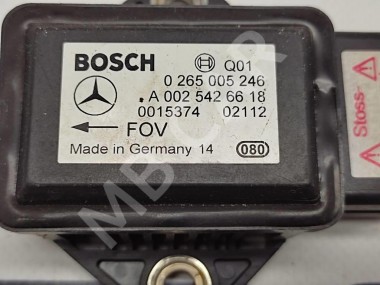 BOSCH Q01
0 265 005 246
.A 002 542 66 18
0015374 02112
FOV
Made in Germany 14 080
Stoss-